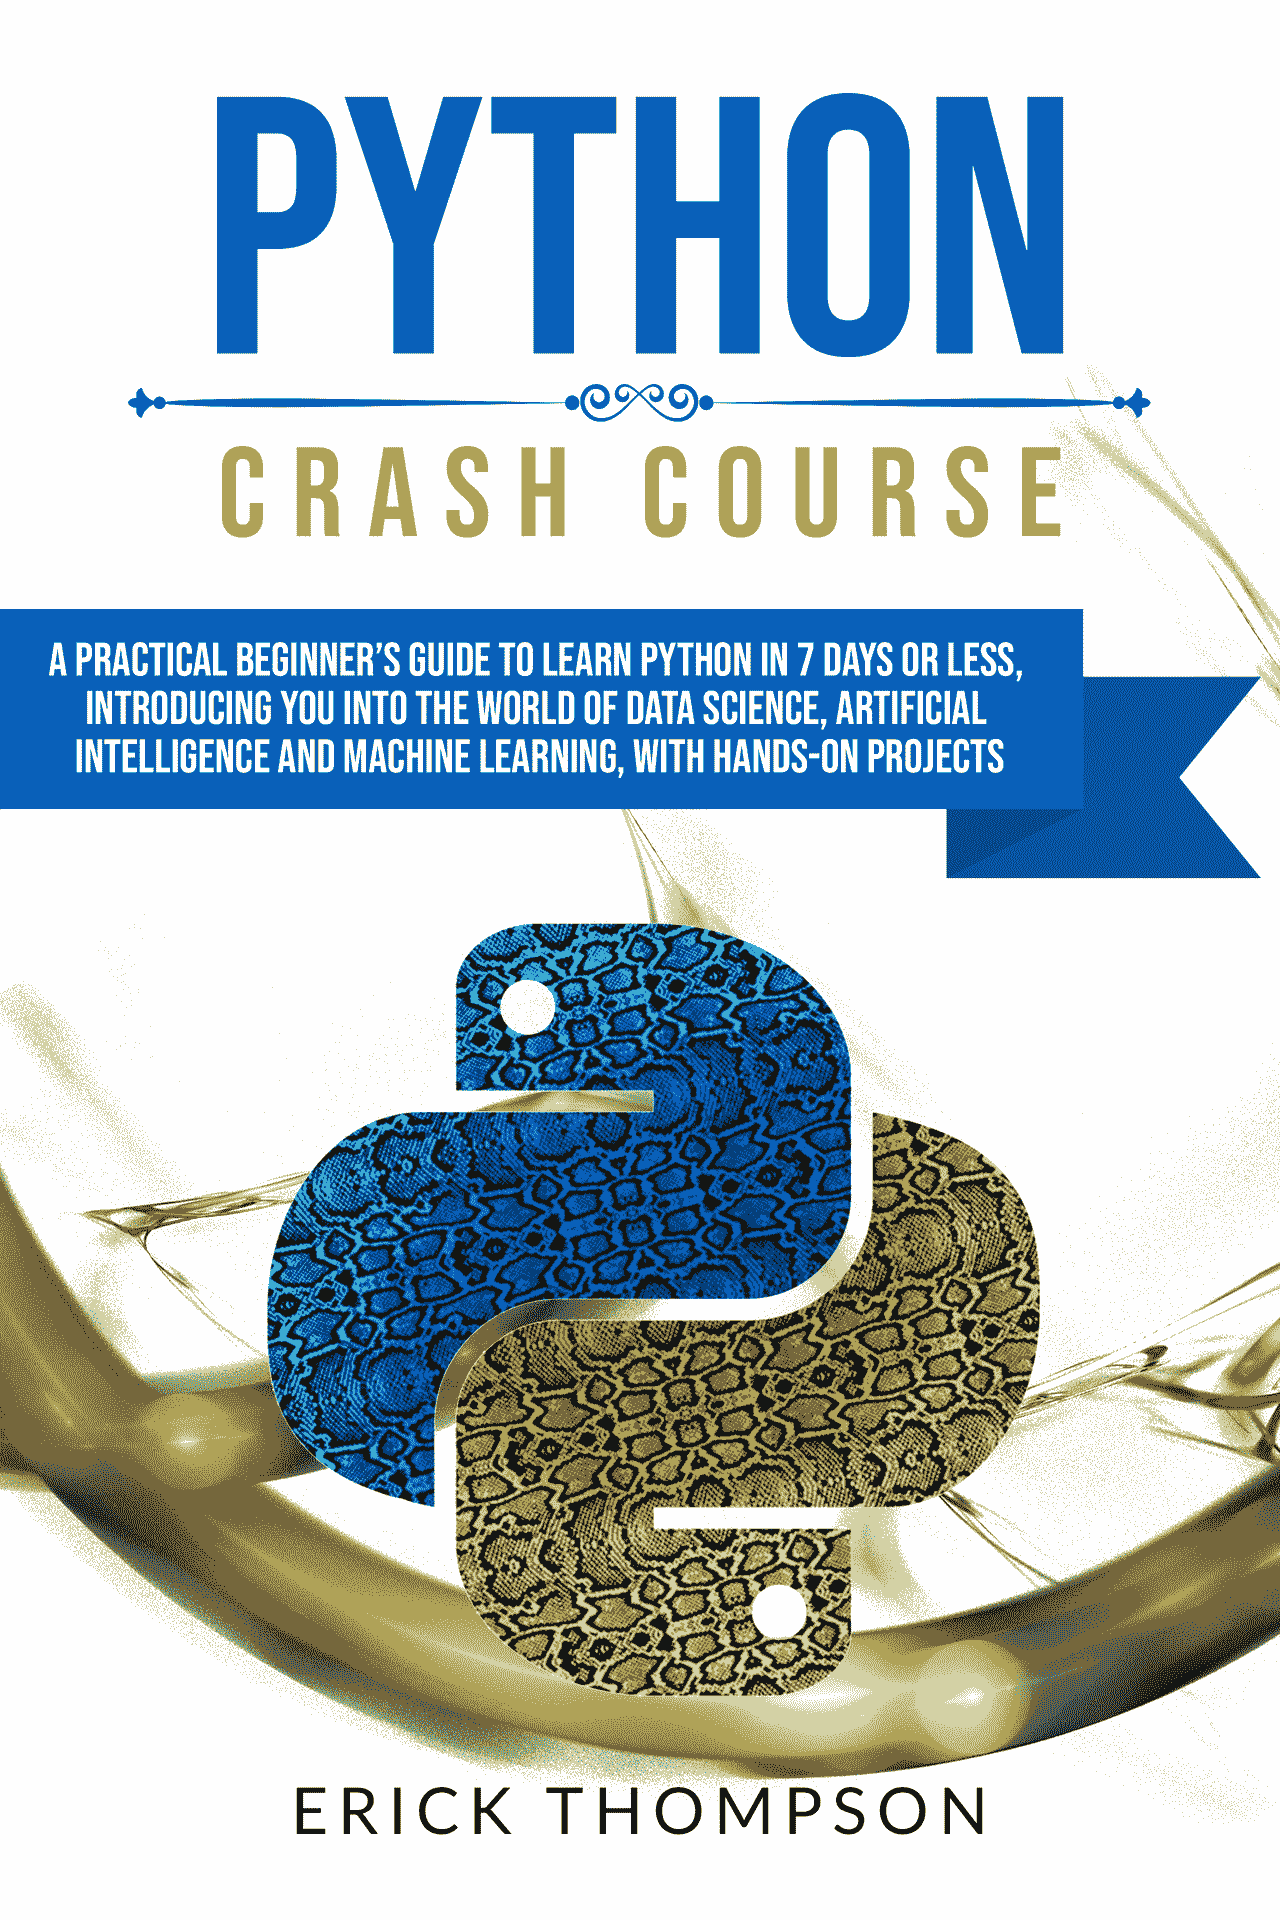 PYTHON
CRASH COURSE
A PRACTICAL BEGINNER'S GUIDE TO LEARN PYTHON IN 7 DAYS OR LESS,
INTRODUCING YOU INTO THE WORLD OF DATA SCIENCE, ARTIFICIAL
INTELLIGENCE AND MACHINE LEARNING, WITH HANDS-ON PROJECTS
ERICK THOMPSON